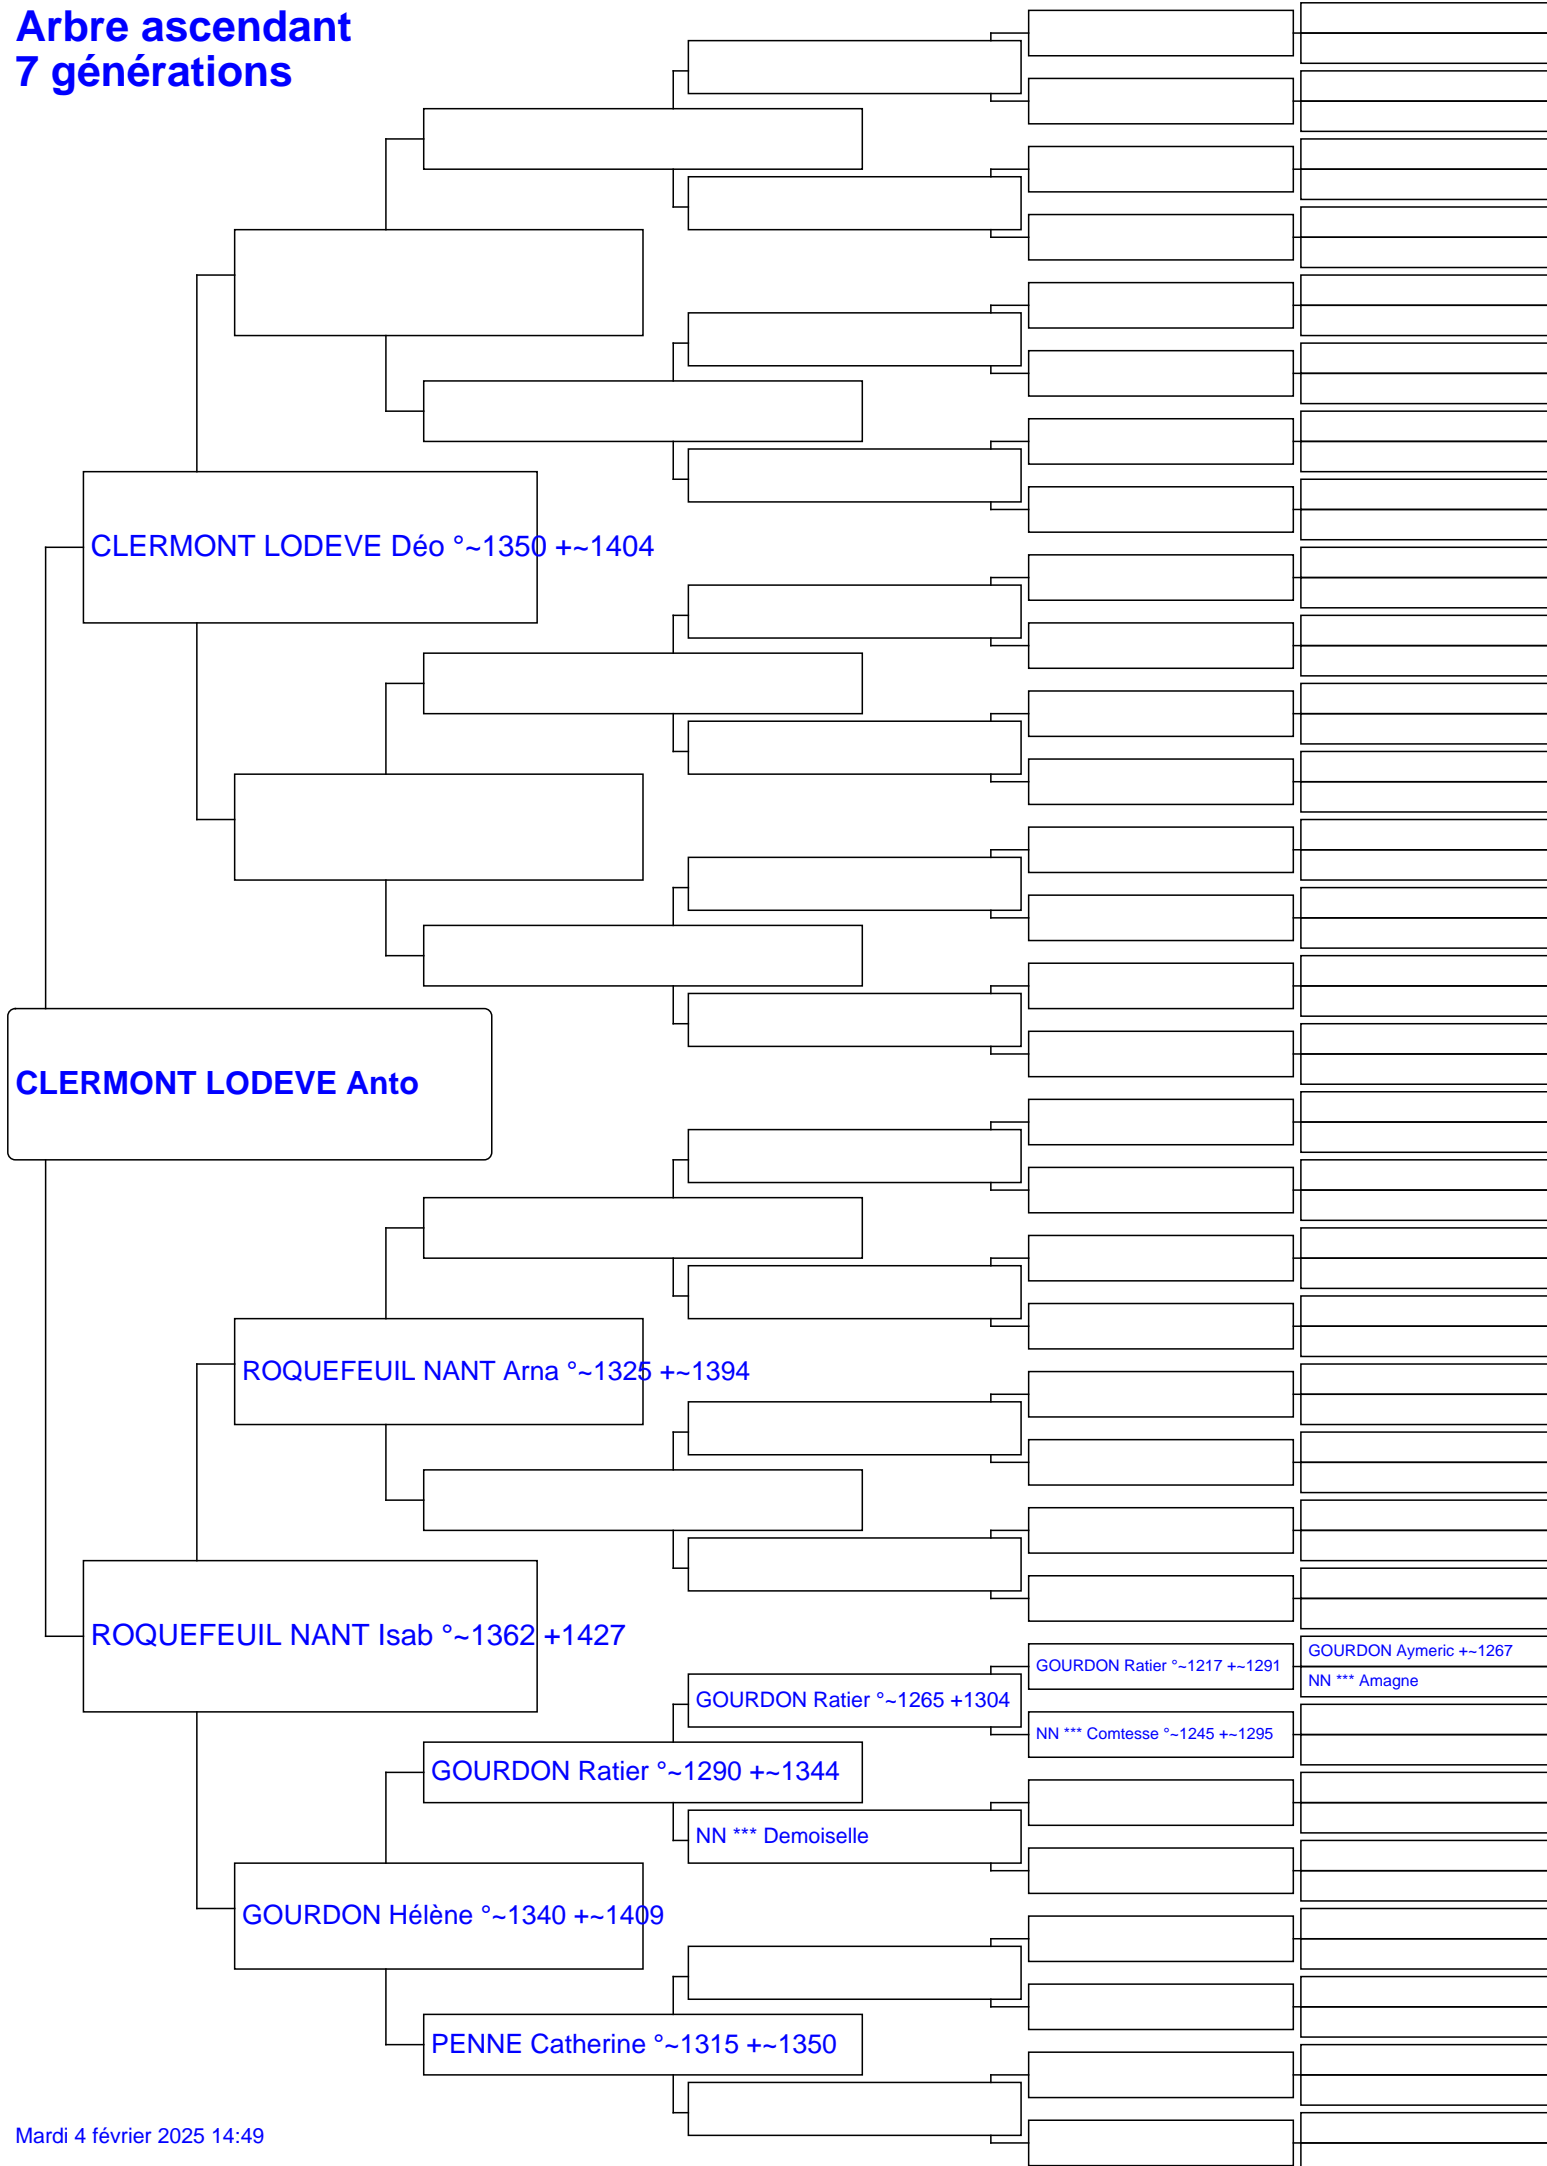 Arbre ascendant
7 générations
CLERMONT LODEVE Déo °~1350 +~1404
CLERMONT LODEVE Anto
ROQUEFEUIL NANT Arna °~1325 +~1394
ROQUEFEUIL NANT Isab °~1362 +1427
GOURDON Aymeric +~1267
GOURDON Ratier °~1217 +~1291
NN *** Amagne
GOURDON Ratier °~1265 +1304
NN *** Comtesse °~1245 +~1295
GOURDON Ratier °~1290 +~1344
NN *** Demoiselle
GOURDON Hélène °~1340 +~1409
PENNE Catherine °~1315 +~1350
Mardi 4 février 2025 14:49